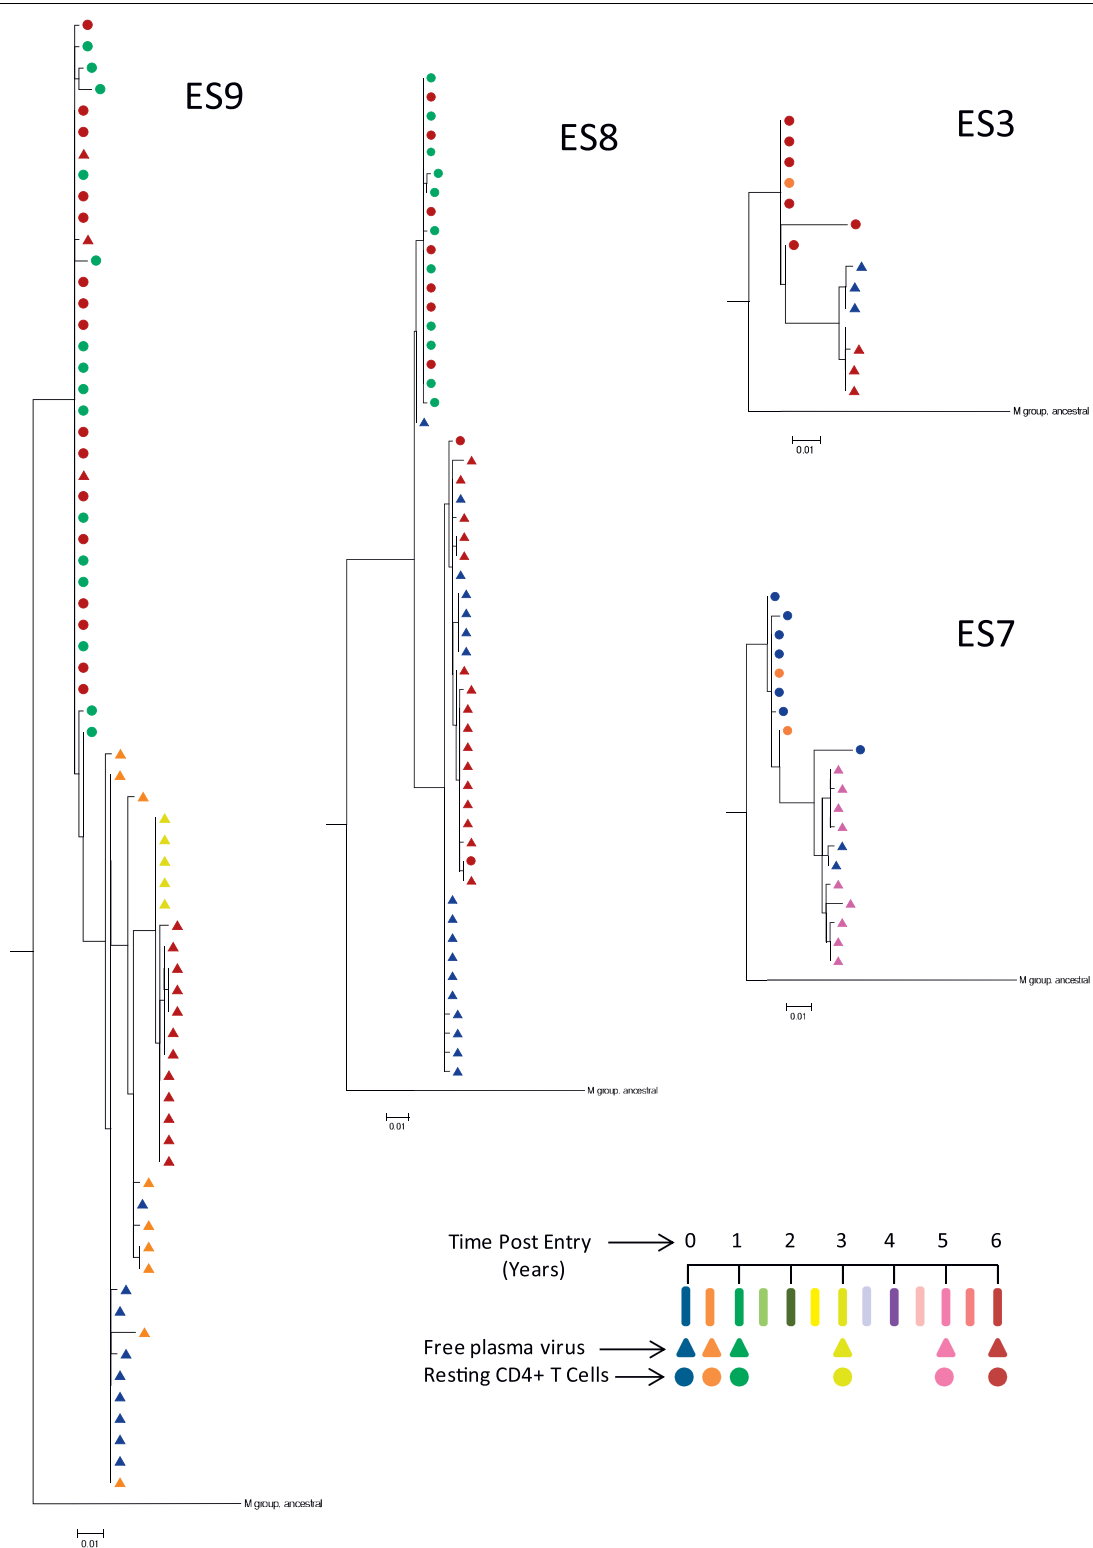 ES9
ES8
ES3
M group, ancestral
0.01
ES7
M group, ancestral
0.01
M group, ancestral
0.01
Time Post Entry
(Years)
0 1 2 3 4 5 6
Free plasma virus
Resting CD4+ T Cells
M group, ancestral
0.01